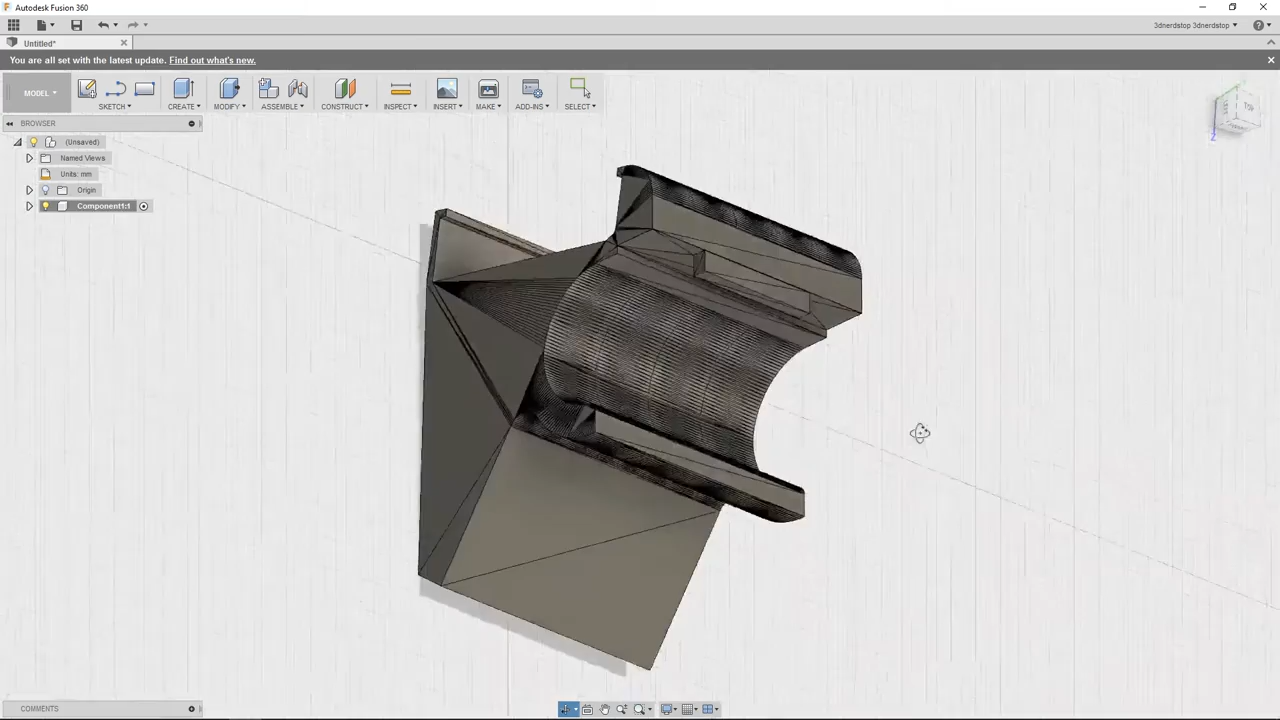 Autodesk Fusion 360
3dnerdstop 3dnerdstop
Untitled*
You are all set with the latest update. Find out what's new.
MODEL
SKETCH
CREATE
MODIFY
ASSEMBLE
CONSTRUCT
INSPECT
INSERT
MAKE
ADD-INS
SELECT
BROWSER
(Unsaved)
Named Views
Units: mm
Origin
Component1:1
TOP
Z
COMMENTS